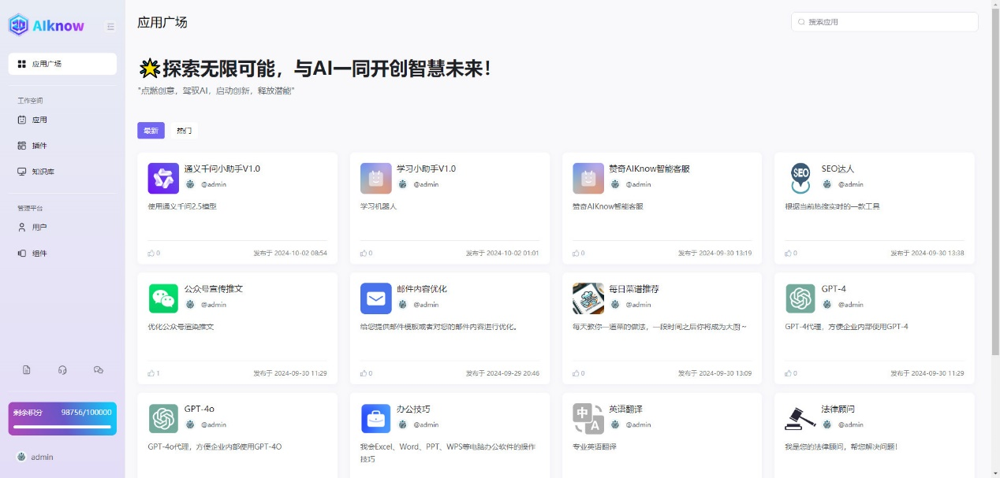 AIknow
应用广场
工作空间
应用
插件
知识库
管理平台
用户
组件
剩余积分 98756/100000
admin
应用广场
搜索应用
探索无限可能，与AI一同开创智慧未来！
"点燃创意，驾驭AI，启动创新，释放潜能"
最新 热门
通义千问小助手V1.0
@admin
使用通义千问2.5模型
0 发布于 2024-10-02 08:54
学习小助手V1.0
@admin
学习机器人
0 发布于 2024-10-02 01:01
赞奇AIKnow智能客服
@admin
赞奇AIKnow智能客服
0 发布于 2024-09-30 13:19
SEO
SEO达人
@admin
根据当前热搜实时的一款工具
0 发布于 2024-09-30 13:38
公众号宣传推文
@admin
优化公众号渲染推文
1 发布于 2024-09-30 11:29
邮件内容优化
@admin
给您提供邮件模板或者对您的邮件内容进行优化。
0 发布于 2024-09-29 20:46
每日菜谱推荐
@admin
每天教你一道菜的做法，一段时间之后你将成为大厨～
0 发布于 2024-09-30 13:09
GPT-4
@admin
GPT-4代理，方便企业内部使用GPT-4
0 发布于 2024-09-30 11:29
GPT-4o
@admin
GPT-4o代理，方便企业内部使用GPT-4O
办公技巧
@admin
我会Excel、Word、PPT、WPS等电脑办公软件的操作
技巧
中
A
英语翻译
@admin
专业英语翻译
法律顾问
@admin
我是您的法律顾问，帮您解决问题！